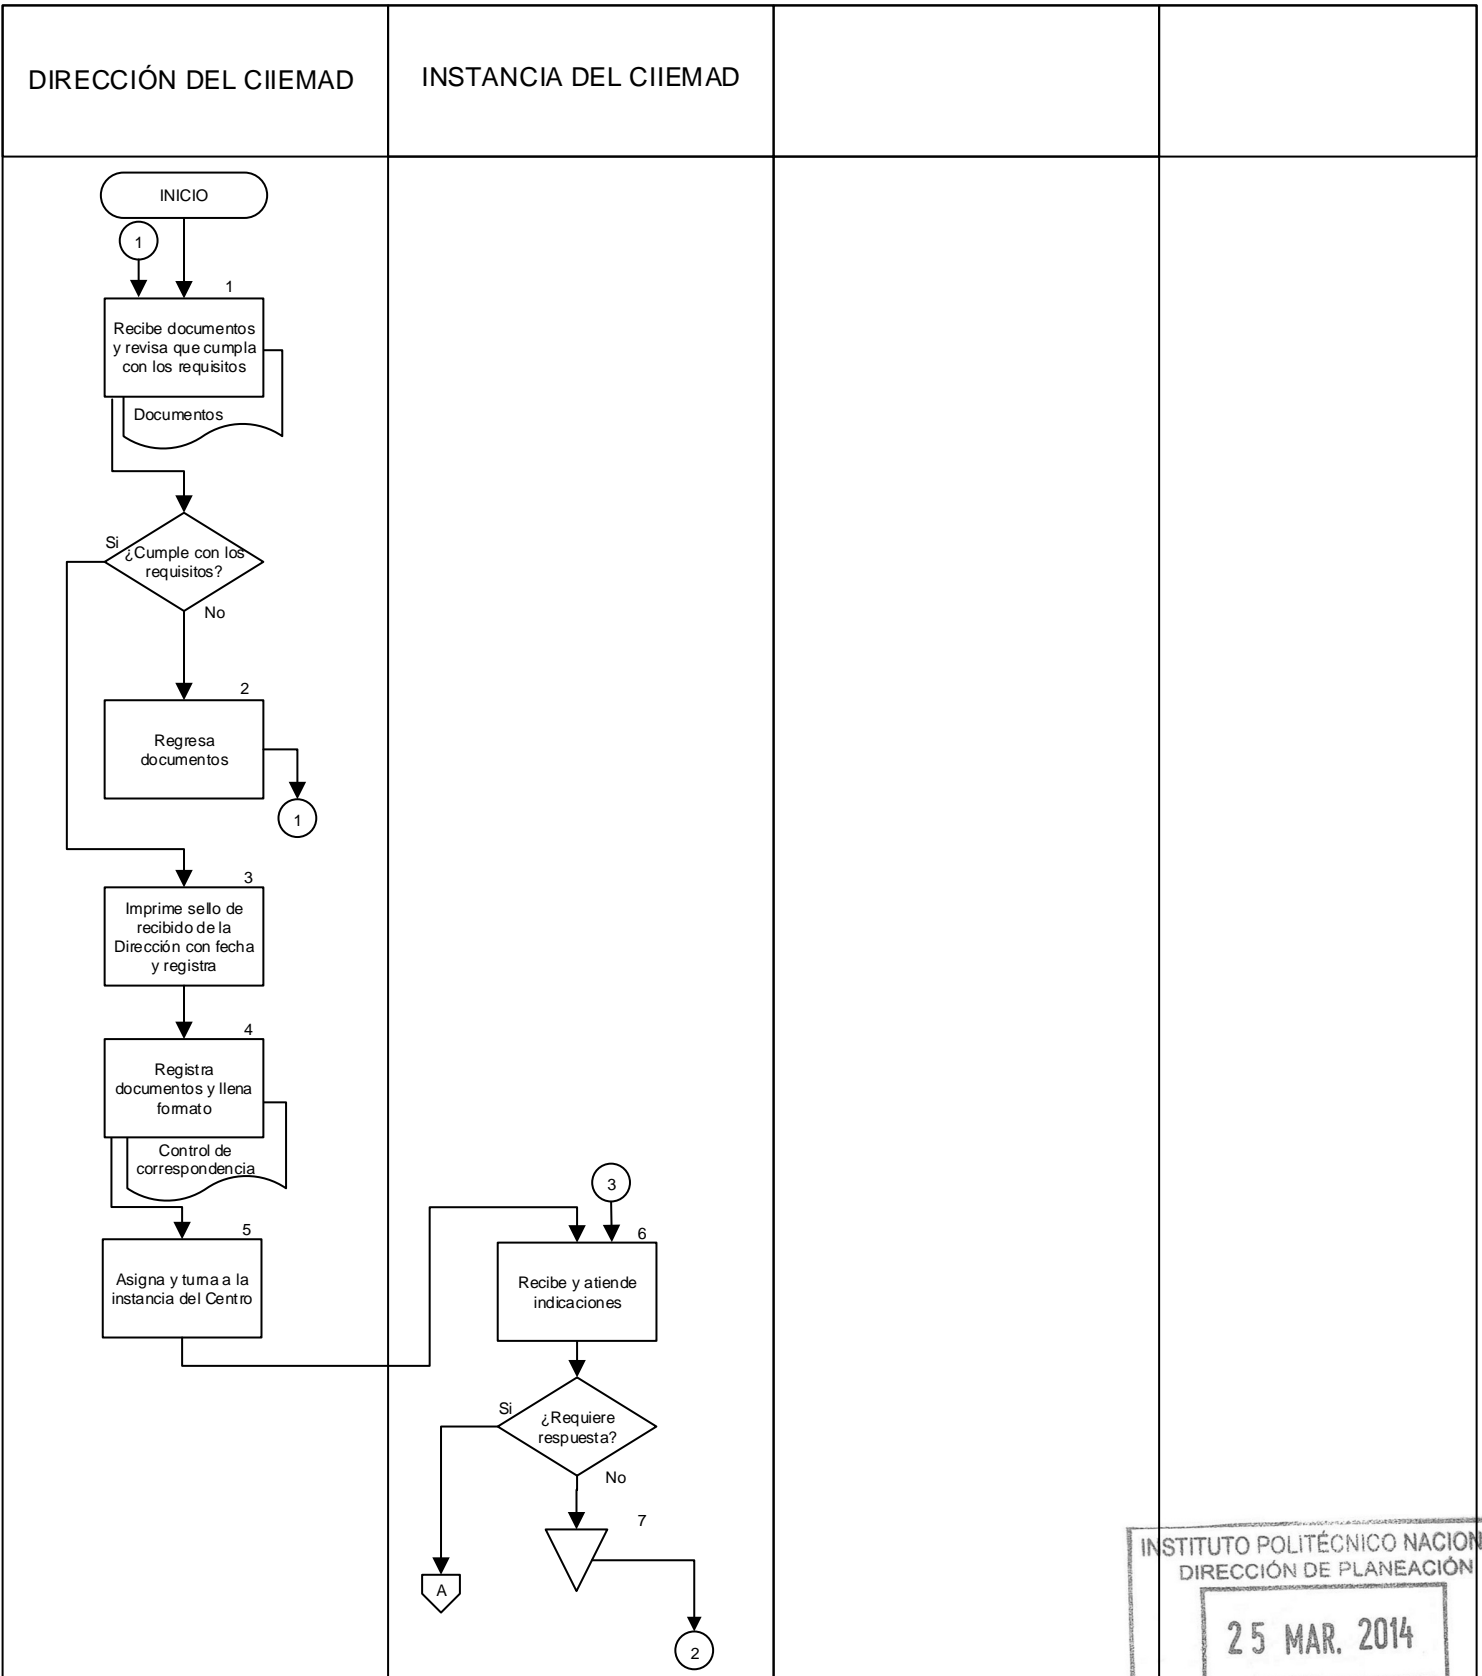 DIRECCIÓN DEL CIIEMAD
INSTANCIA DEL CIIEMAD
INICIO
1
1
Recibe documentos
y revisa que cumpla
con los requisitos
Documentos
Si
¿Cumple con los
requisitos?
No
2
Regresa
documentos
1
3
Imprime sello de
recibido de la
Dirección con fecha
y registra
4
Registra
documentos y llena
formato
Control de
correspondencia
5
Asigna y turna a la
instancia del Centro
3
6
Recibe y atiende
indicaciones
Si
¿Requiere
respuesta?
No
7
A
2
INSTITUTO POLITÉCNICO NACION
DIRECCIÓN DE PLANEACIÓN
25 MAR. 2014